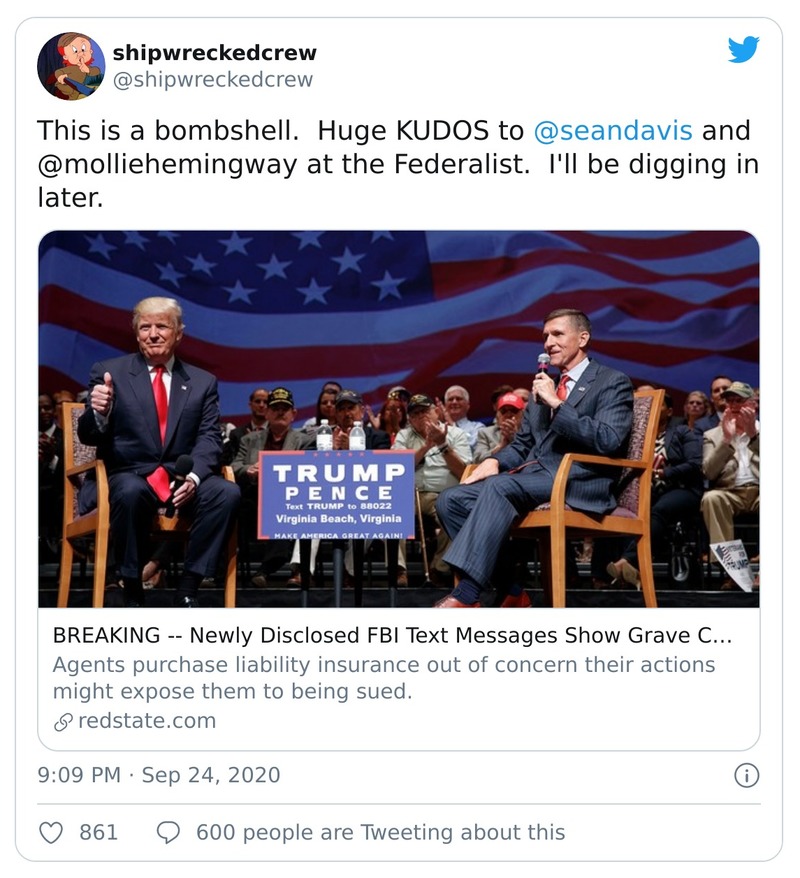 shipwreckedcrew
@shipwreckedcrew
This is a bombshell.  Huge KUDOS to @seandavis and
@molliehemingway at the Federalist.  I'll be digging in
later.
TRUMP
PENCE
Text TRUMP to 88022
Virginia Beach, Virginia
MAKE AMERICA GREAT AGAIN!
TRUMP
BREAKING -- Newly Disclosed FBI Text Messages Show Grave C...
Agents purchase liability insurance out of concern their actions
might expose them to being sued.
redstate.com
9:09 PM · Sep 24, 2020
861
600 people are Tweeting about this